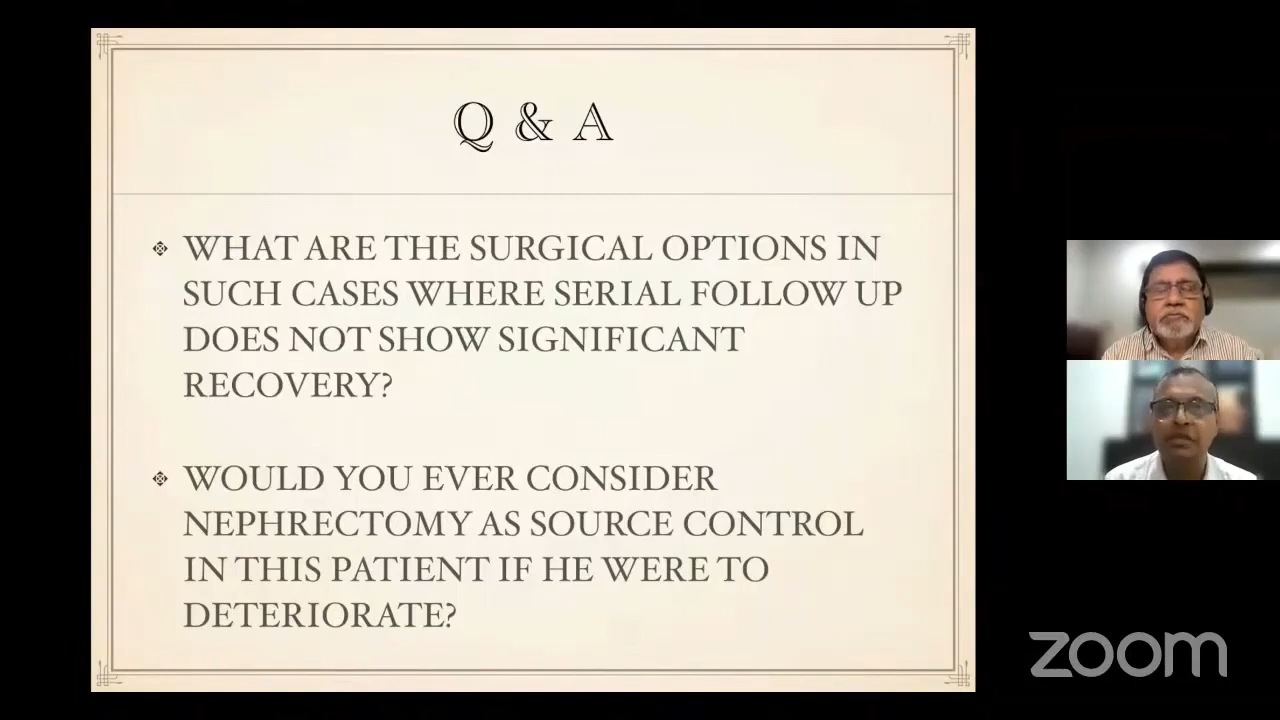 Q & A
WHAT ARE THE SURGICAL OPTIONS IN
SUCH CASES WHERE SERIAL FOLLOW UP
DOES NOT SHOW SIGNIFICANT
RECOVERY?
WOULD YOU EVER CONSIDER
NEPHRECTOMY AS SOURCE CONTROL
IN THIS PATIENT IF HE WERE TO
DETERIORATE?
zoom